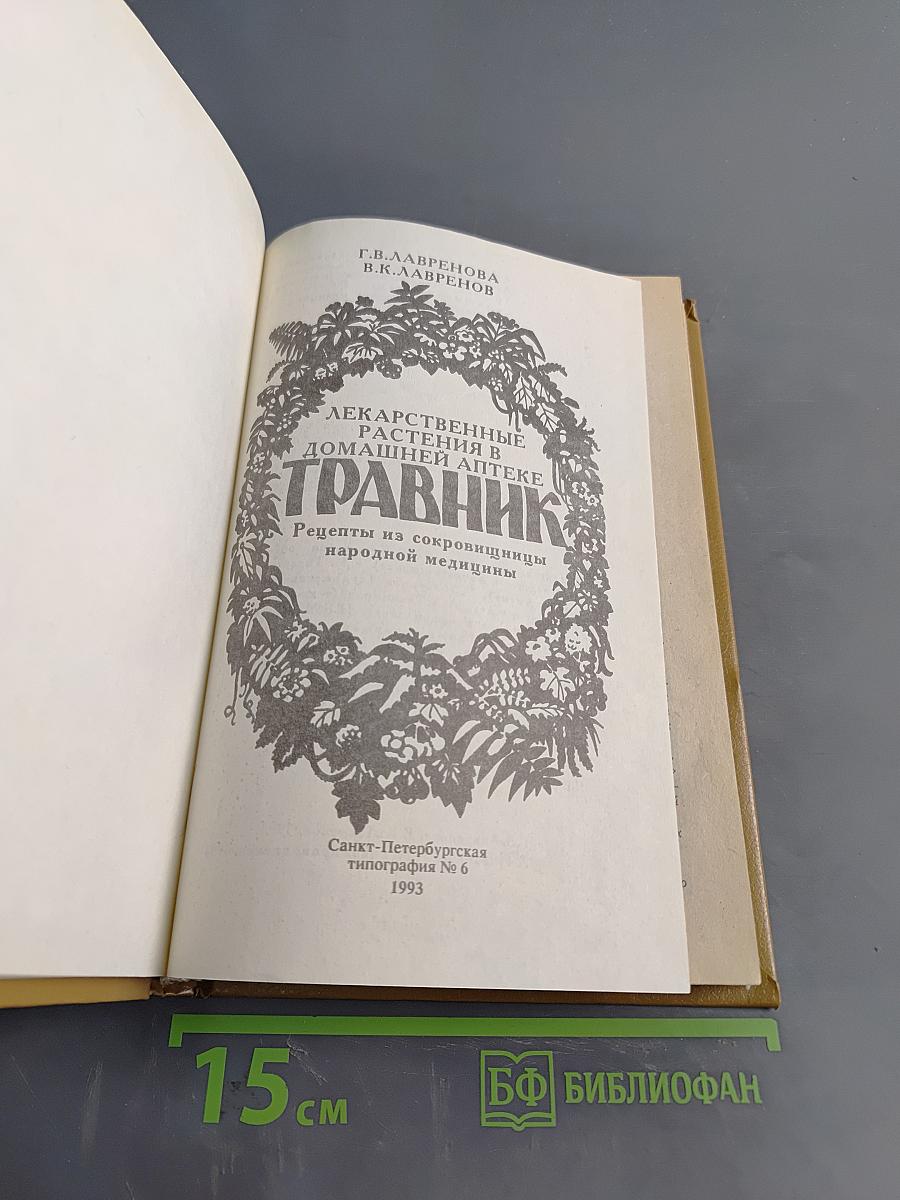 Г.В.ЛАВРЕНОВА
В.К.ЛАВРЕНОВ
ЛЕКАРСТВЕННЫЕ
РАСТЕНИЯ В
ДОМАШНЕЙ АПТЕКЕ
ТРАВНИК
Рецепты из сокровищницы
народной медицины
Санкт-Петербургская
типография № 6
1993
15 см
БФ БИБЛИОФАН